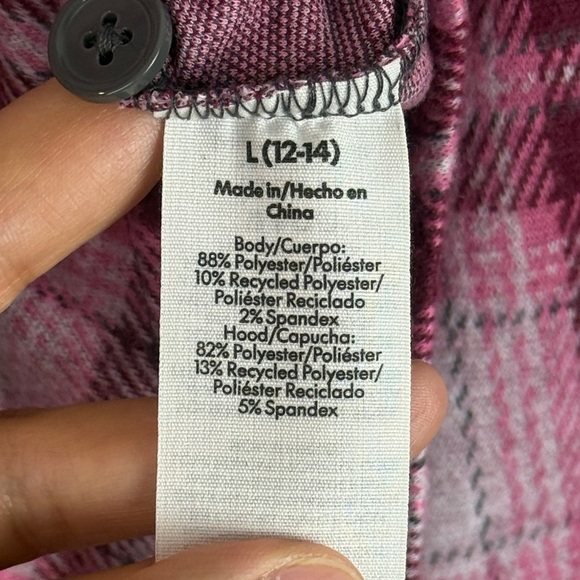 L (12-14)
Made in/Hecho en
China
Body/Cuerpo:
88% Polyester/Poliéster
10% Recycled Polyester/
Poliéster Reciclado
2% Spandex
Hood/Capucha:
82% Polyester/Poliéster
13% Recycled Polyester/
Poliéster Reciclado
5% Spandex